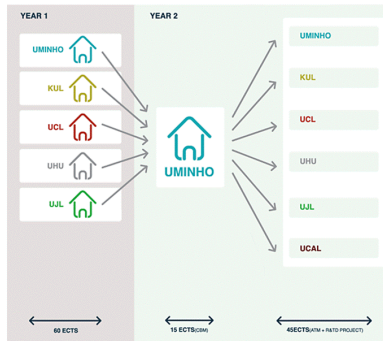 YEAR 1
YEAR 2
UMINHO
KUL
UCL
UHU
UJL
UMINHO
UMINHO
KUL
UCL
UHU
UJL
UCAL
60 ECTS
15 ECTS(CBM)
45ECTS(ATM + R&TD PROJECT)